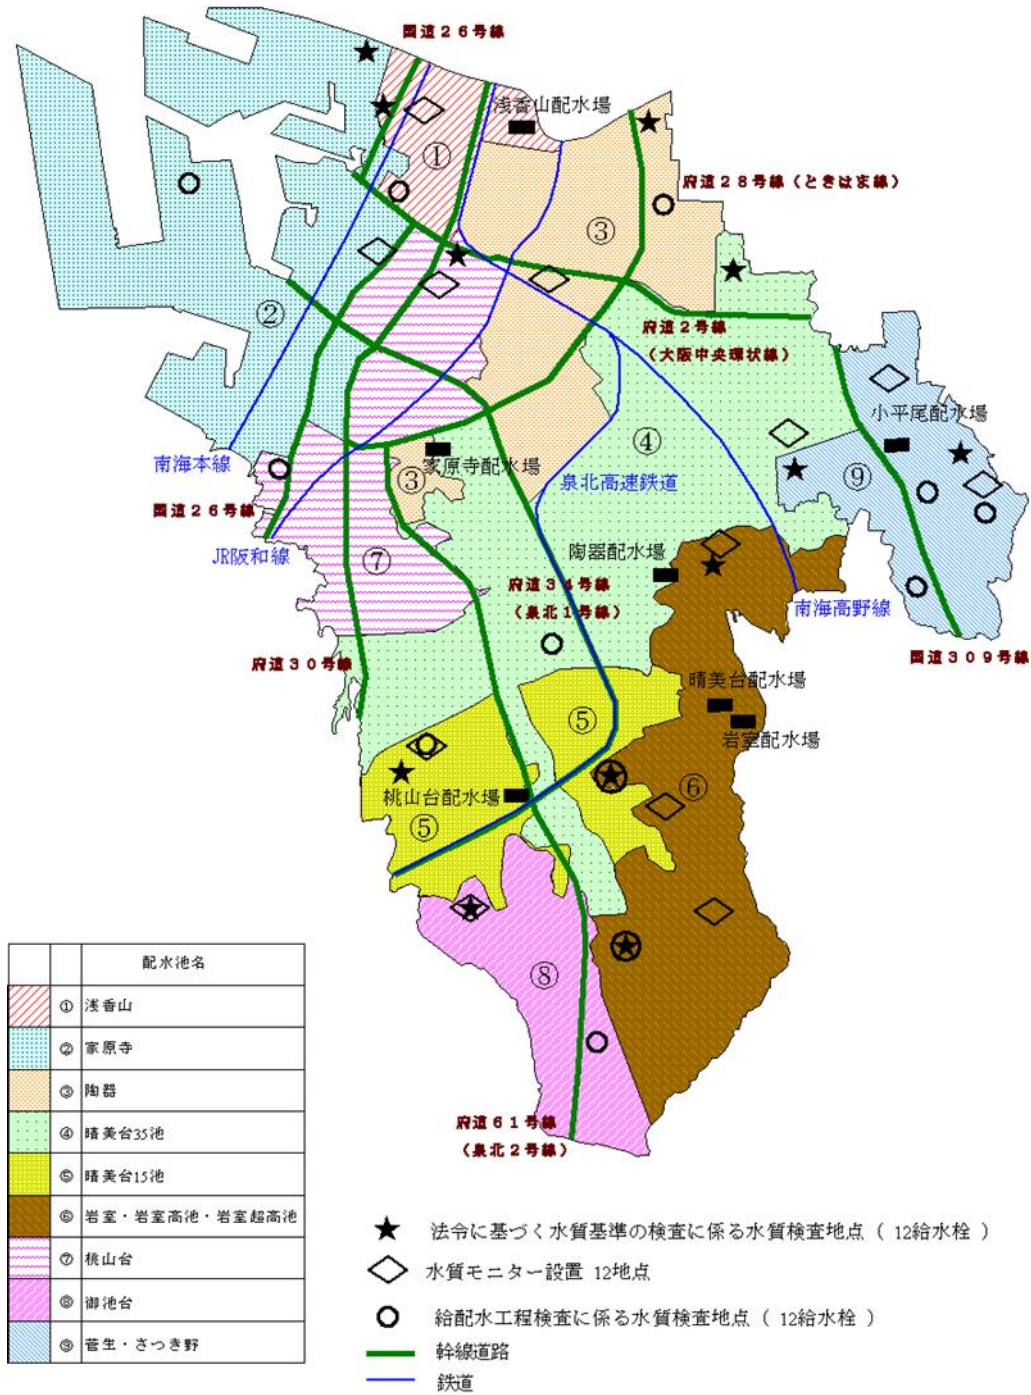 国道26号線
浅香山配水場
①
府道28号線(ときはま線)
③
②
府道2号線
(大阪中央環状線)
小平尾配水場
④
南海本線
家原寺配水場
③
泉北高速鉄道
⑨
国道26号線
JR阪和線
陶器配水場
⑦
府道34号線
(泉北1号線)
南海高野線
府道30号線
国道309号線
晴美台配水場
⑤
岩室配水場
桃山台配水場
⑥
⑤
⑧
府道61号線
(泉北2号線)
配水池名
① 浅香山
② 家原寺
③ 陶器
④ 晴美台35池
⑤ 晴美台15池
⑥ 岩室・岩室高池・岩室超高池
⑦ 桃山台
⑧ 御池台
⑨ 菅生・さつき野
★ 法令に基づく水質基準の検査に係る水質検査地点( 12給水栓 )
水質モニター設置 12地点
給配水工程検査に係る水質検査地点( 12給水栓 )
幹線道路
鉄道